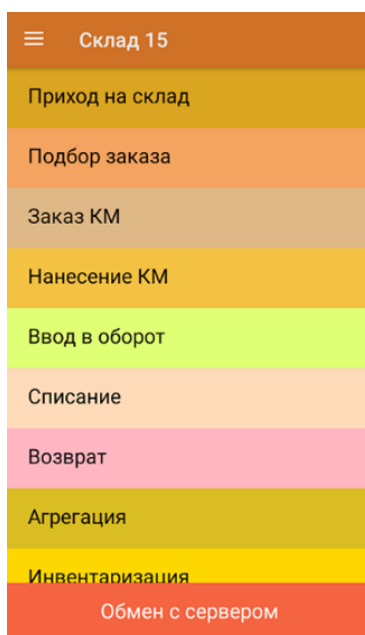 Склад 15
Приход на склад
Подбор заказа
Заказ КМ
Нанесение КМ
Ввод в оборот
Списание
Возврат
Агрегация
Инвентаризация
Обмен с сервером